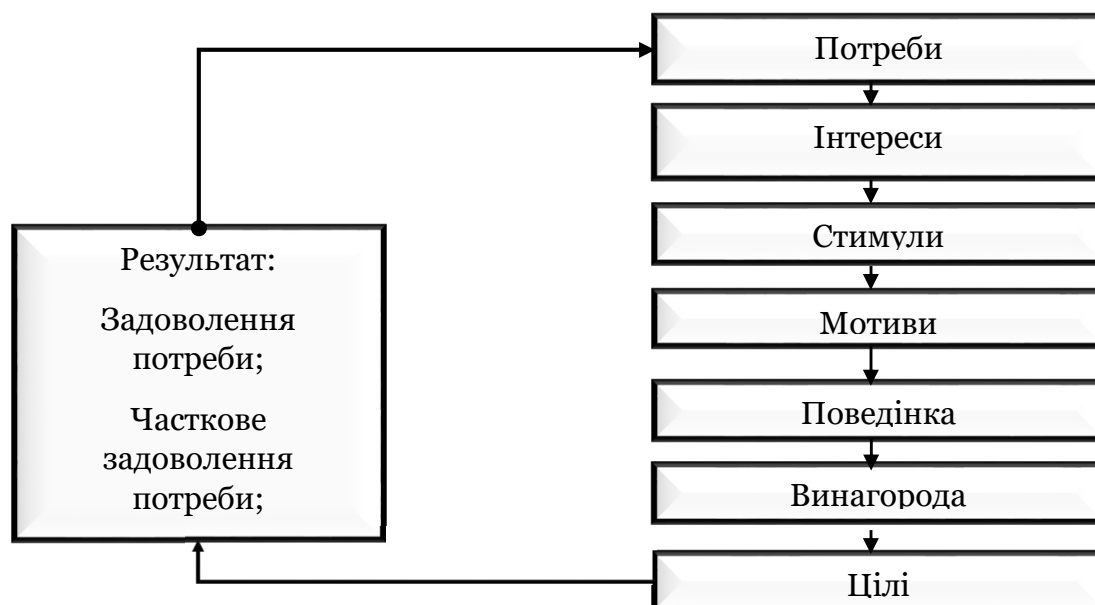 Потреби
Інтереси
Стимули
Мотиви
Поведінка
Винагорода
Цілі
Результат:
Задоволення
потреби;
Часткове
задоволення
потреби;